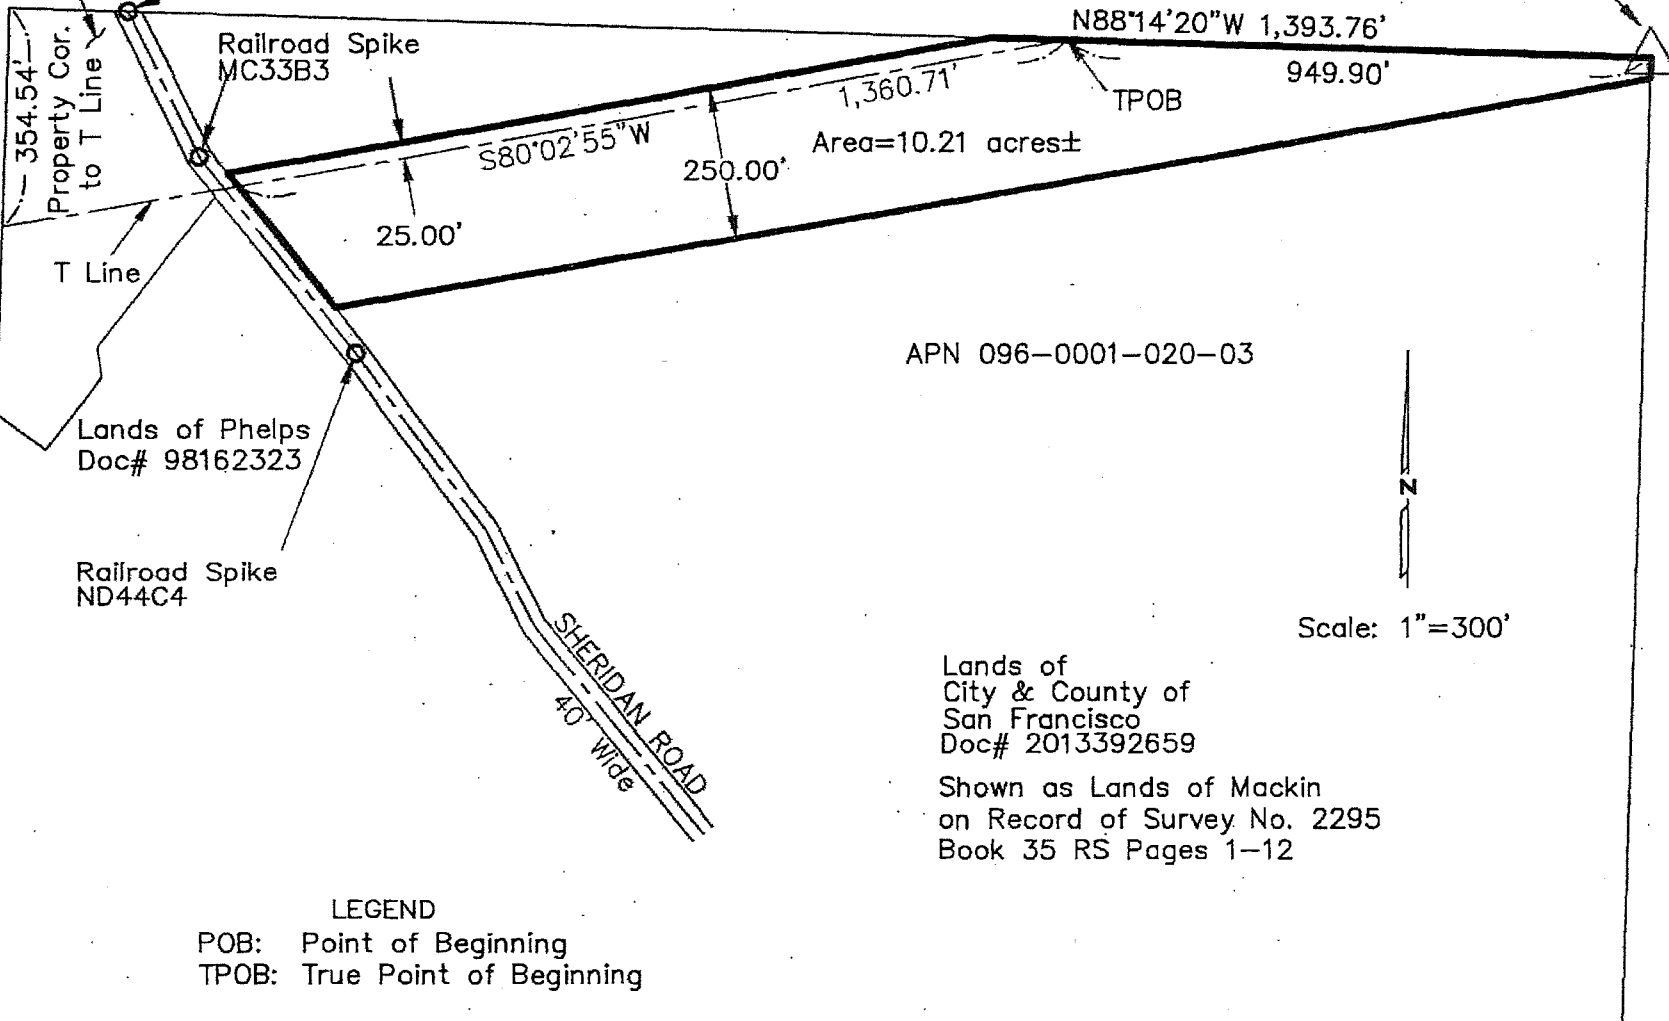 N88°14'20"W 1,393.76'
949.90'
Railroad Spike
MC33B3
354.54'
Property Cor.
to T Line
1,360.71'
TPOB
S80°02'55"W
Area=10.21 acres±
250.00'
25.00'
T Line
APN 096-0001-020-03
Lands of Phelps
Doc# 98162323
N
Railroad Spike
ND44C4
SHERIDAN ROAD
40' Wide
Scale: 1"=300'
Lands of
City & County of
San Francisco
Doc# 2013392659
Shown as Lands of Mackin
on Record of Survey No. 2295
Book 35 RS Pages 1-12
LEGEND
POB: Point of Beginning
TPOB: True Point of Beginning